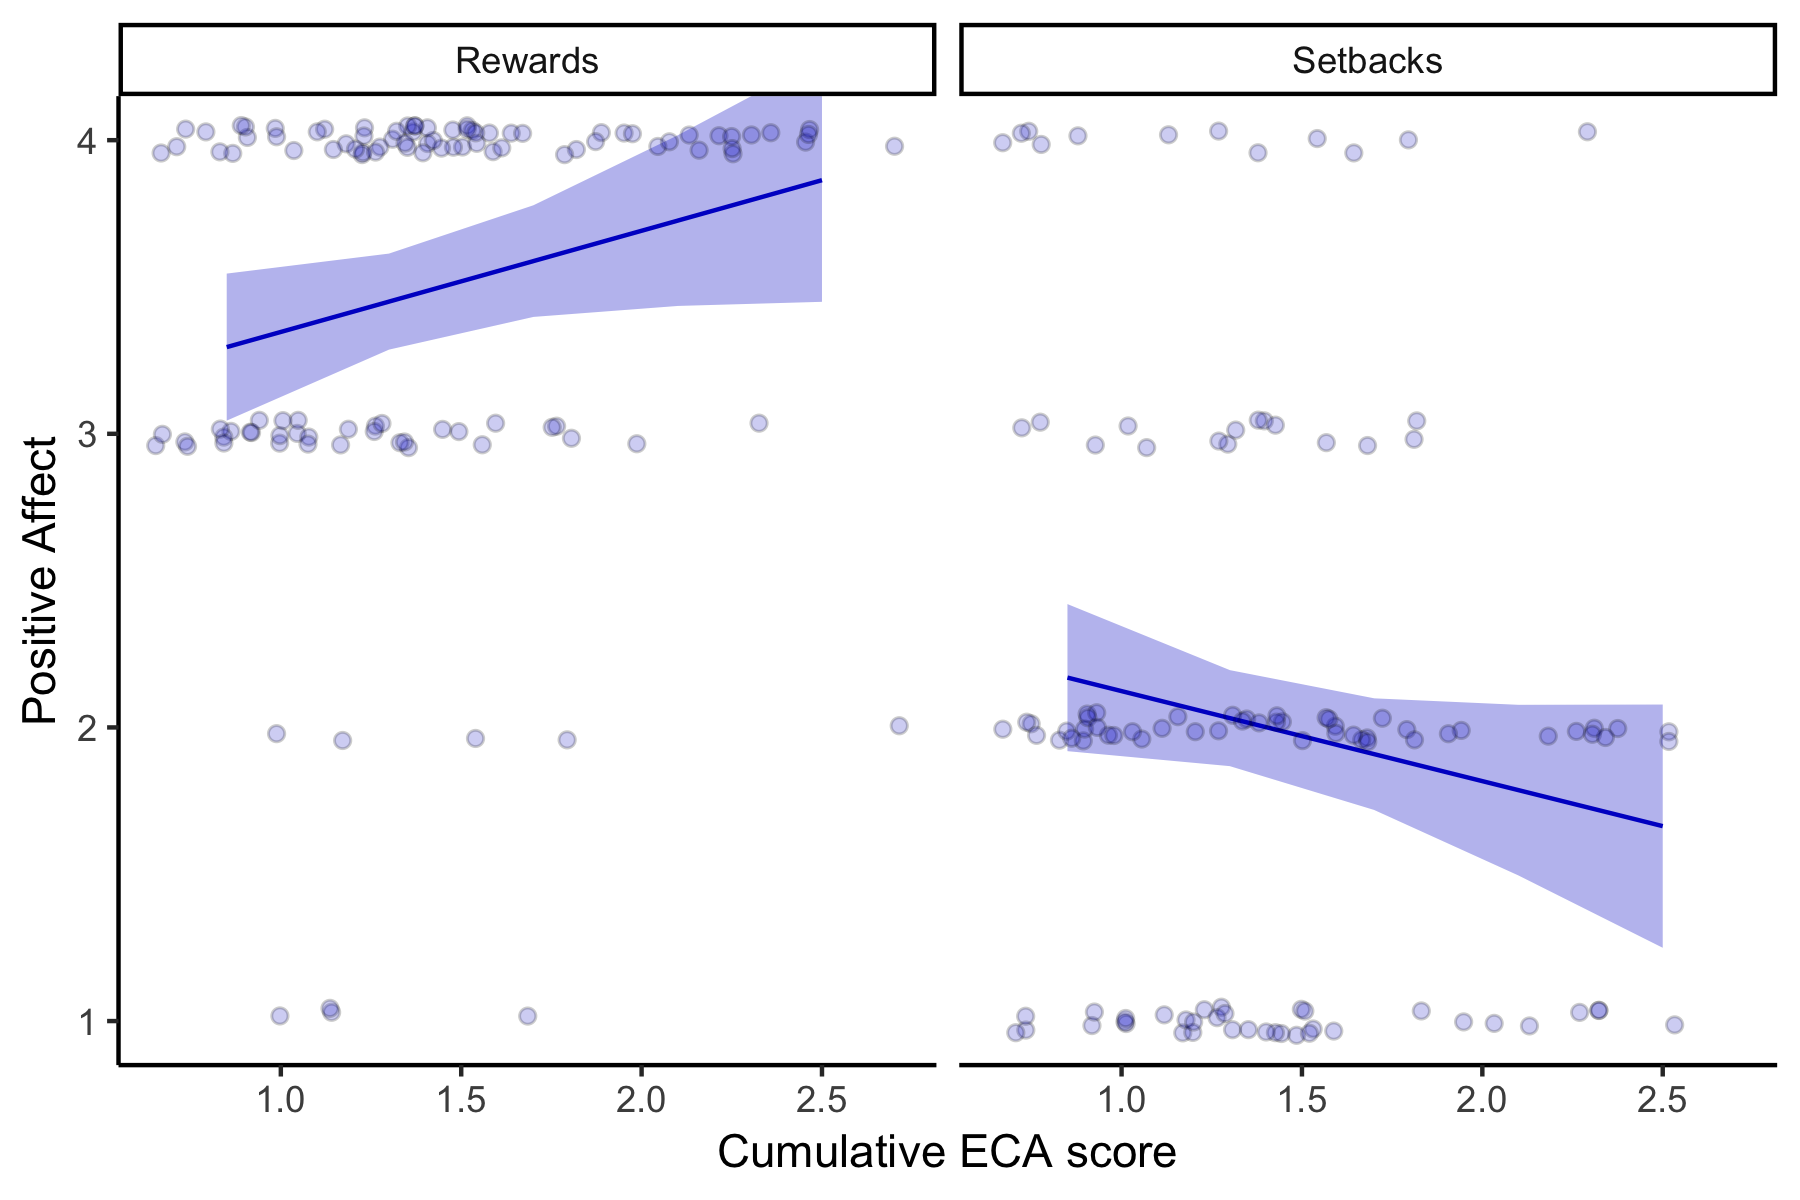 Rewards
Setbacks
Positive Affect
4
3
2
1
1.0 1.5 2.0 2.5
1.0 1.5 2.0 2.5
Cumulative ECA score